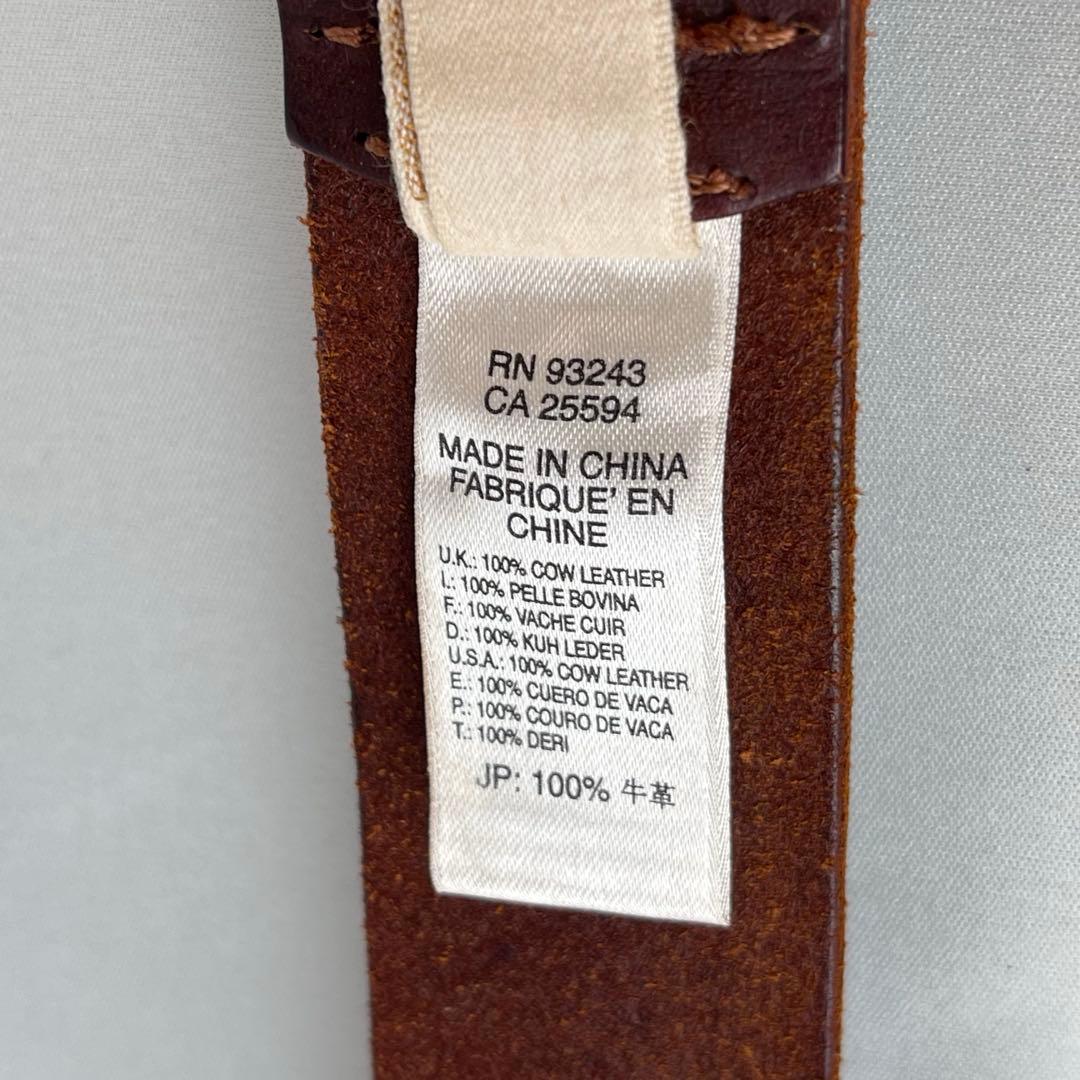 RN 93243
CA 25594
MADE IN CHINA
FABRIQUE' EN
CHINE
U.K.: 100% COW LEATHER
I.: 100% PELLE BOVINA
F.: 100% VACHE CUIR
D.: 100% KUH LEDER
U.S.A.: 100% COW LEATHER
E.: 100% CUERO DE VACA
P.: 100% COURO DE VACA
T.: 100% DERI
JP: 100% 牛革